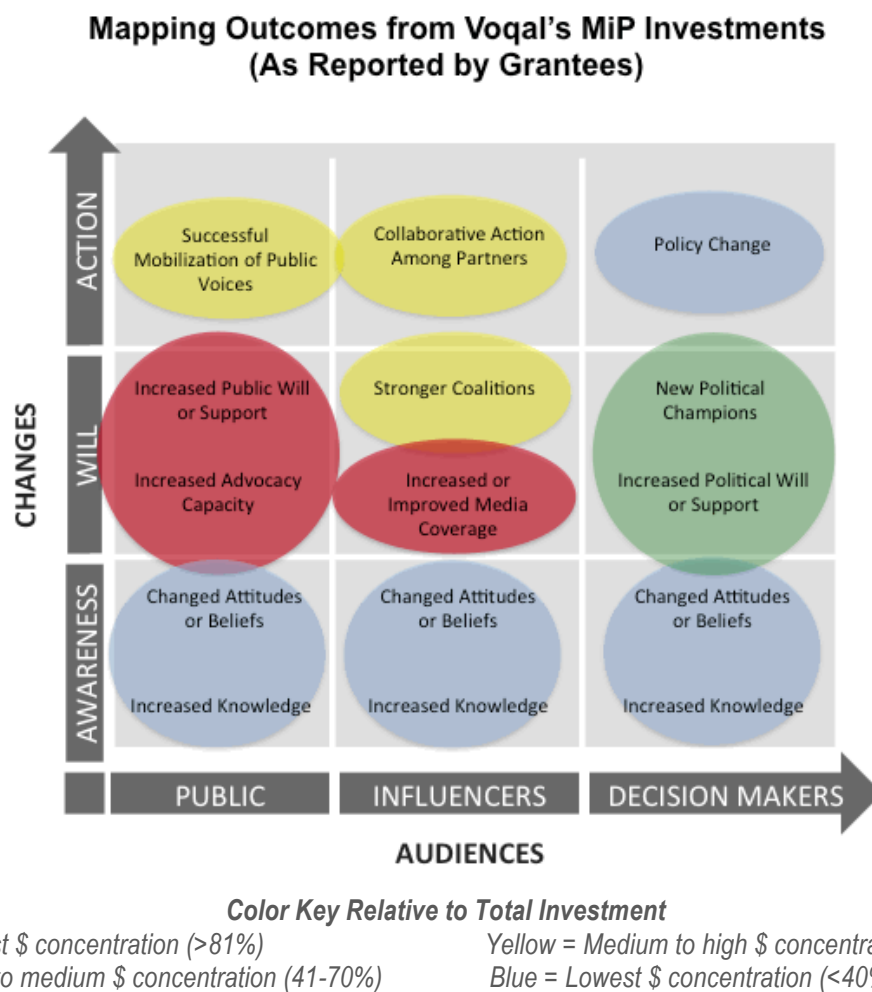 Mapping Outcomes from Voqal's MiP Investments
(As Reported by Grantees)
ACTION
Successful
Mobilization of Public
Voices
Collaborative Action
Among Partners
Policy Change
CHANGES
WILL
Increased Public Will
or Support
Increased Advocacy
Capacity
Stronger Coalitions
Increased or
Improved Media
Coverage
New Political
Champions
Increased Political Will
or Support
AWARENESS
Changed Attitudes
or Beliefs
Increased Knowledge
Changed Attitudes
or Beliefs
Increased Knowledge
Changed Attitudes
or Beliefs
Increased Knowledge
PUBLIC
INFLUENCERS
DECISION MAKERS
AUDIENCES
Color Key Relative to Total Investment
$ concentration (>81%)
Yellow = Medium to high $
medium $ concentration (41-70%)
Blue = Lowest $ concentration (<40%